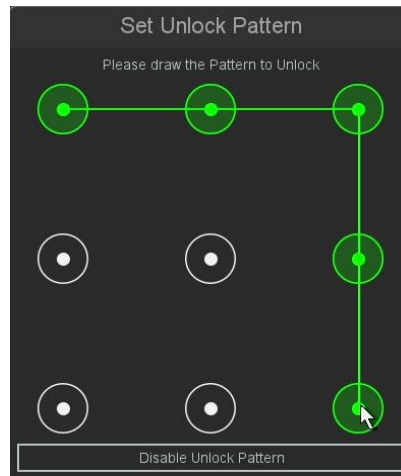 Set Unlock Pattern
Please draw the Pattern to Unlock
Disable Unlock Pattern